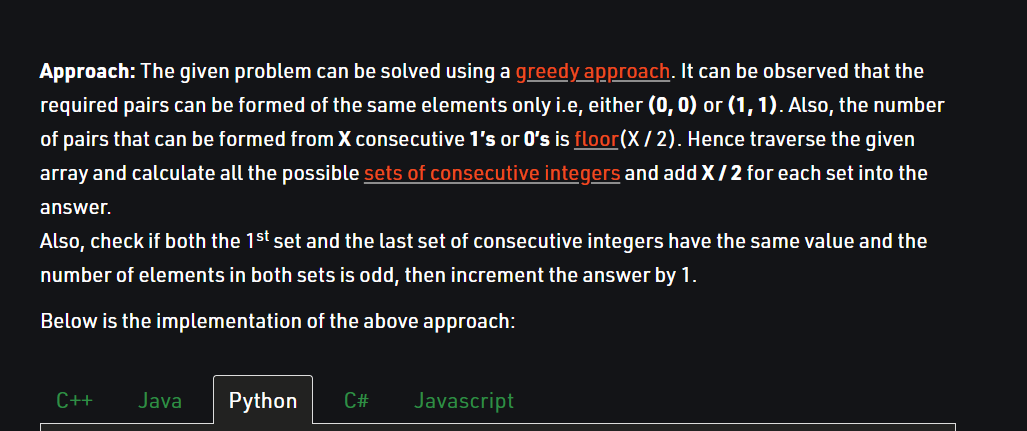 Approach: The given problem can be solved using a greedy approach. It can be observed that the
required pairs can be formed of the same elements only i.e, either (0, 0) or (1, 1). Also, the number
of pairs that can be formed from X consecutive 1’s or 0’s is floor(X / 2). Hence traverse the given
array and calculate all the possible sets of consecutive integers and add X / 2 for each set into the
answer.
Also, check if both the 1st set and the last set of consecutive integers have the same value and the
number of elements in both sets is odd, then increment the answer by 1.
Below is the implementation of the above approach:
C++ Java Python C# Javascript